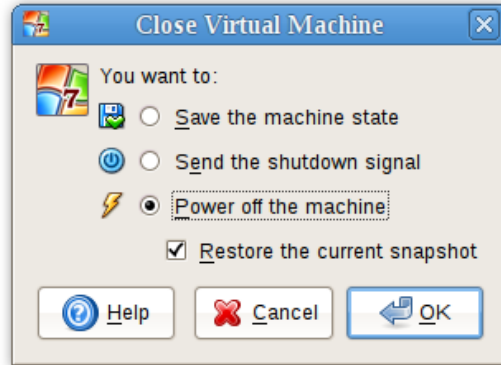 Close Virtual Machine
7
You want to:
Save the machine state
Send the shutdown signal
Power off the machine
Restore the current snapshot
Help
Cancel
OK